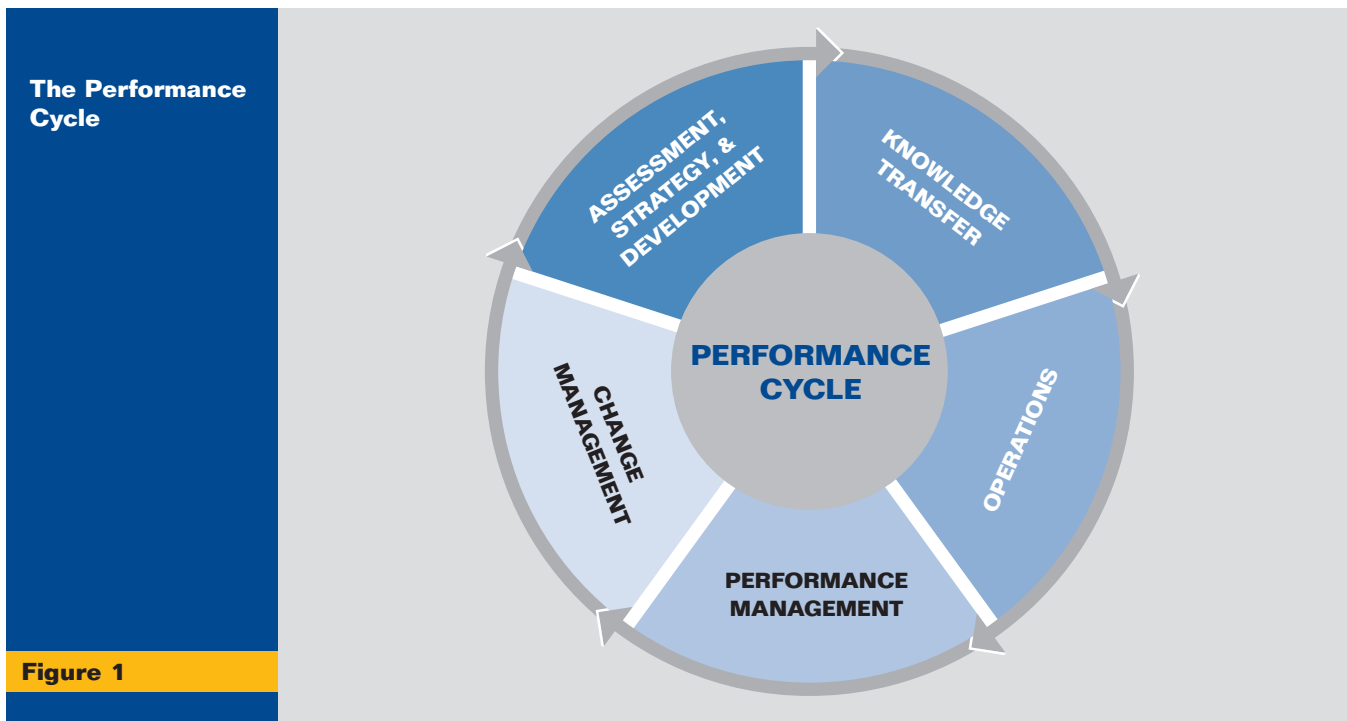 The Performance
Cycle
Figure 1
ASSESSMENT,
STRATEGY, &
DEVELOPMENT
KNOWLEDGE
TRANSFER
OPERATIONS
PERFORMANCE
MANAGEMENT
CHANGE
MANAGEMENT
PERFORMANCE
CYCLE